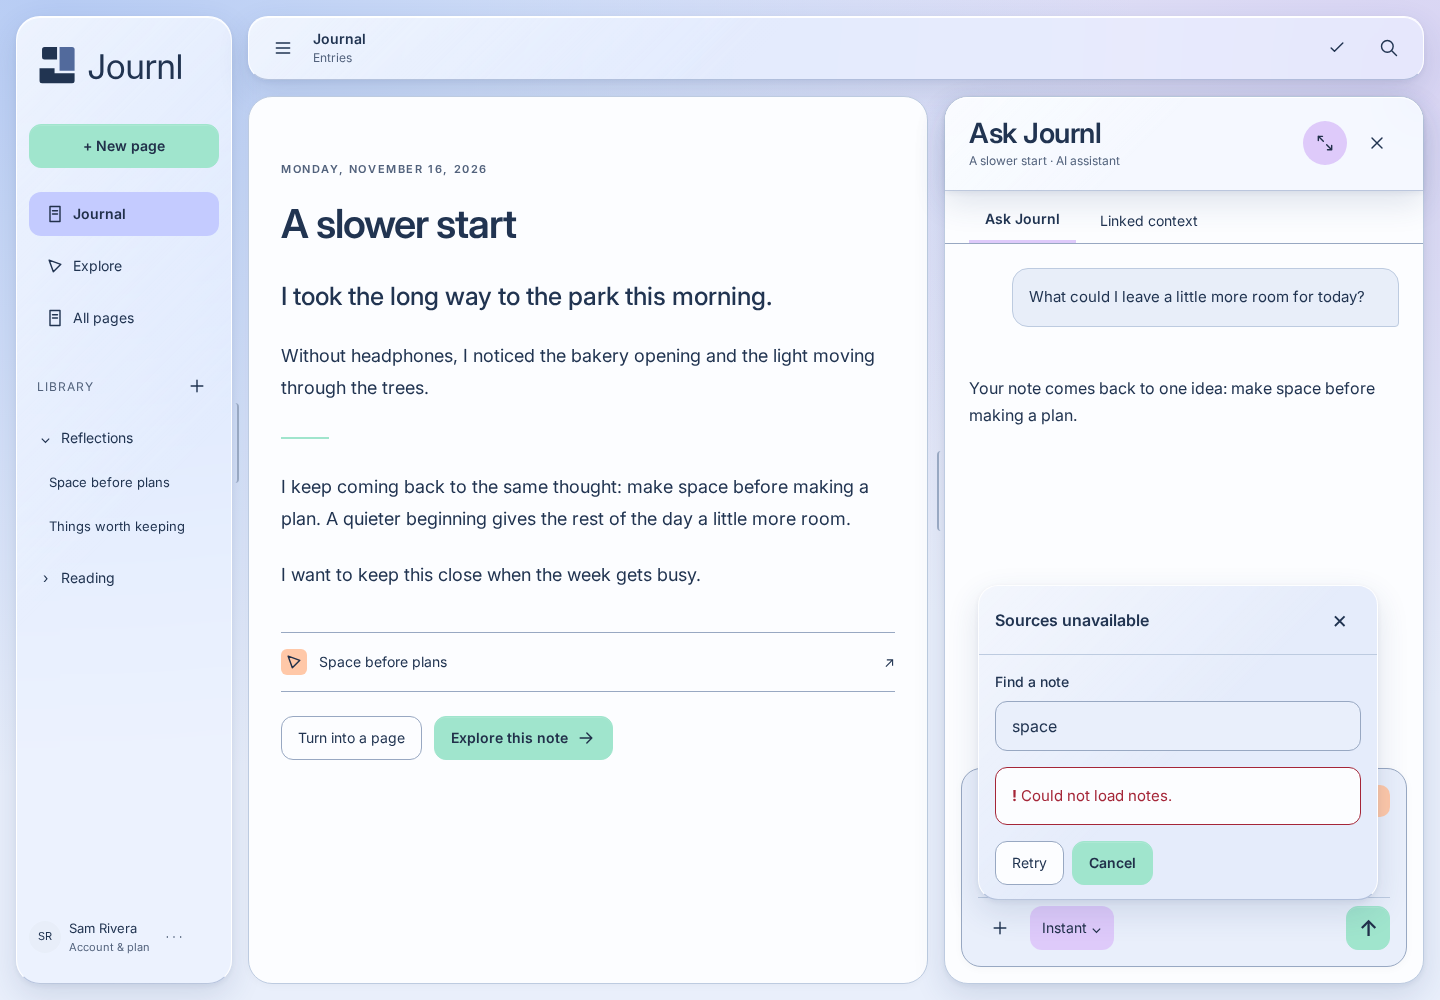 Journl
+ New page
Journal
Explore
All pages
LIBRARY
Reflections
Space before plans
Things worth keeping
Reading
SR
Sam Rivera
Account & plan
Journal
Entries
MONDAY, NOVEMBER 16, 2026
A slower start
I took the long way to the park this morning.
Without headphones, I noticed the bakery opening and the light moving
through the trees.
I keep coming back to the same thought: make space before making a
plan. A quieter beginning gives the rest of the day a little more room.
I want to keep this close when the week gets busy.
Space before plans
Turn into a page
Explore this note
Ask Journl
A slower start · AI assistant
Ask Journl
Linked context
What could I leave a little more room for today?
Your note comes back to one idea: make space before
making a plan.
Sources unavailable
Find a note
space
! Could not load notes.
Retry
Cancel
Instant